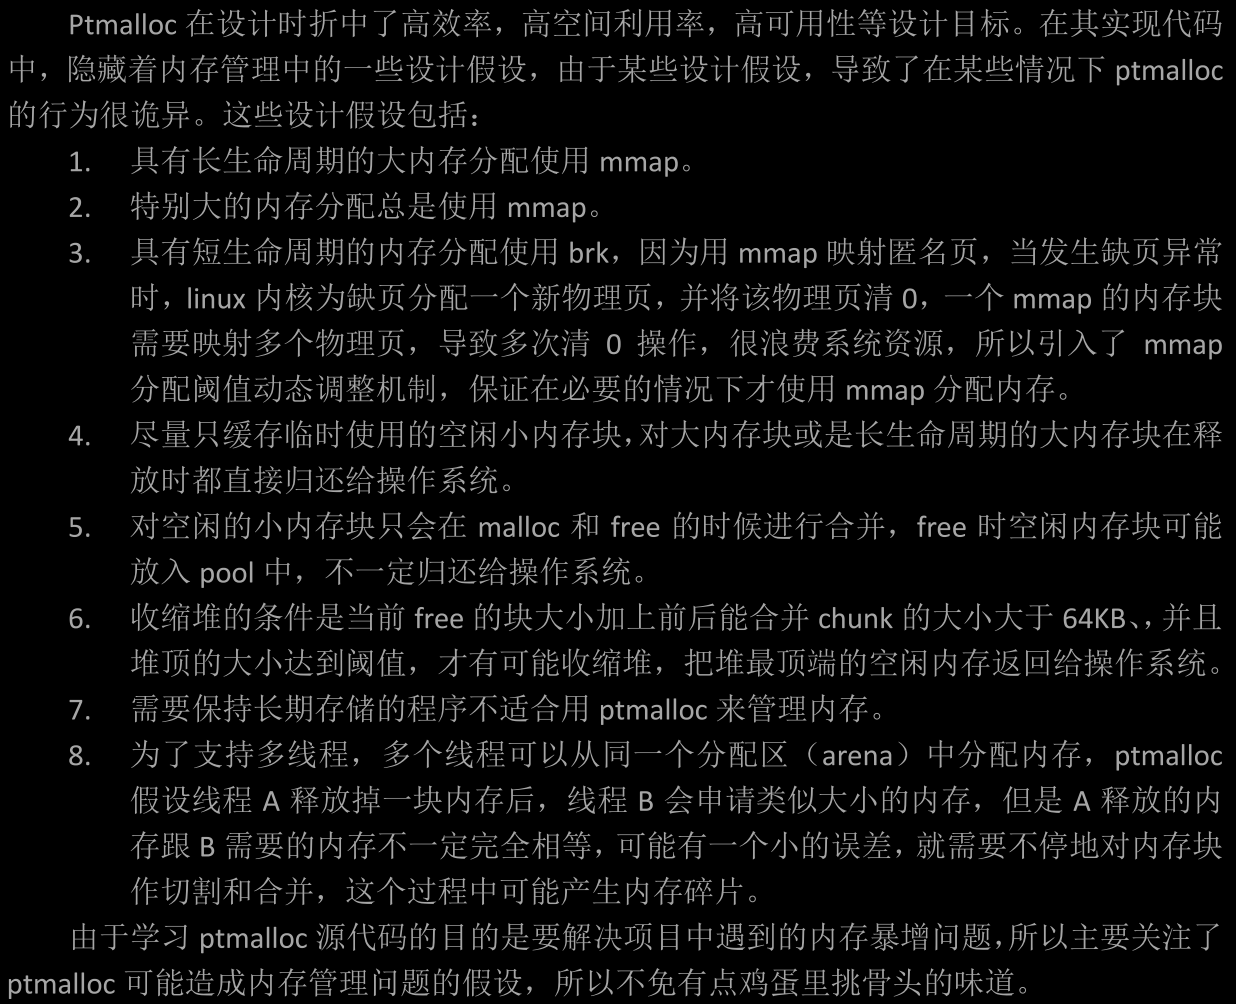 Ptmalloc 在设计时折中了高效率，高空间利用率，高可用性等设计目标。在其实现代码
中，隐藏着内存管理中的一些设计假设，由于某些设计假设，导致了在某些情况下 ptmalloc
的行为很诡异。这些设计假设包括：
1. 具有长生命周期的大内存分配使用 mmap。
2. 特别大的内存分配总是使用 mmap。
3. 具有短生命周期的内存分配使用 brk，因为用 mmap 映射匿名页，当发生缺页异常
时，linux 内核为缺页分配一个新物理页，并将该物理页清 0，一个 mmap 的内存块
需要映射多个物理页，导致多次清 0 操作，很浪费系统资源，所以引入了 mmap
分配阈值动态调整机制，保证在必要的情况下才使用 mmap 分配内存。
4. 尽量只缓存临时使用的空闲小内存块，对大内存块或是长生命周期的大内存块在释
放时都直接归还给操作系统。
5. 对空闲的小内存块只会在 malloc 和 free 的时候进行合并，free 时空闲内存块可能
放入 pool 中，不一定归还给操作系统。
6. 收缩堆的条件是当前 free 的块大小加上前后能合并 chunk 的大小大于 64KB、，并且
堆顶的大小达到阈值，才有可能收缩堆，把堆最顶端的空闲内存返回给操作系统。
7. 需要保持长期存储的程序不适合用 ptmalloc 来管理内存。
8. 为了支持多线程，多个线程可以从同一个分配区（arena）中分配内存，ptmalloc
假设线程 A 释放掉一块内存后，线程 B 会申请类似大小的内存，但是 A 释放的内
存跟 B 需要的内存不一定完全相等，可能有一个小的误差，就需要不停地对内存块
作切割和合并，这个过程中可能产生内存碎片。
由于学习 ptmalloc 源代码的目的是要解决项目中遇到的内存暴增问题，所以主要关注了
ptmalloc 可能造成内存管理问题的假设，所以不免有点鸡蛋里挑骨头的味道。